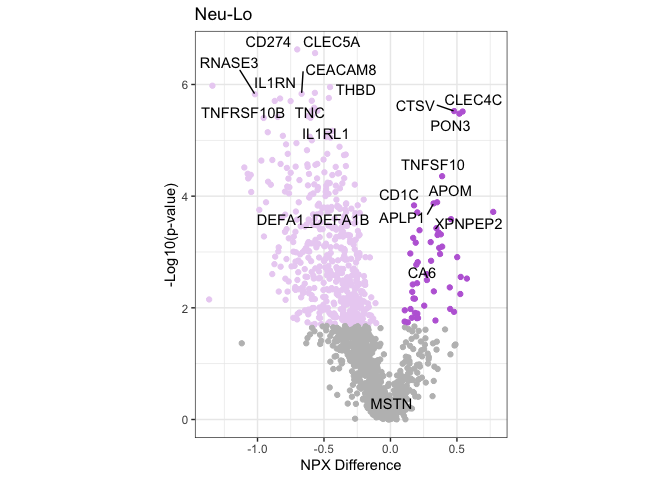 Neu-Lo
CD274 CLEC5A
RNASE3
CEACAM8
IL1RN
THBD
CTSV CLEC4C
TNFRSF10B TNC
PON3
IL1RL1
TNFSF10
CD1C APOM
APLP1 XPNPEP2
DEFA1_DEFA1B
CA6
MSTN
6
4
2
0
-Log10(p-value)
-1.0 -0.5 0.0 0.5
NPX Difference